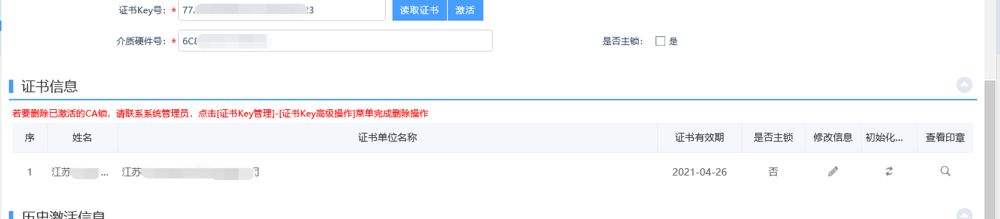 证书Key号：* 77 23 读取证书 激活
介质硬件号：* 6C8 是否主锁： 是
证书信息
若要删除已激活的CA锁，请联系系统管理员，点击[证书Key管理]-[证书Key高级操作]菜单完成删除操作
序 姓名 证书单位名称 证书有效期 是否主锁 修改信息 初始化... 查看印章
1 江苏 ... 江苏 2021-04-26 否
历史激活信息